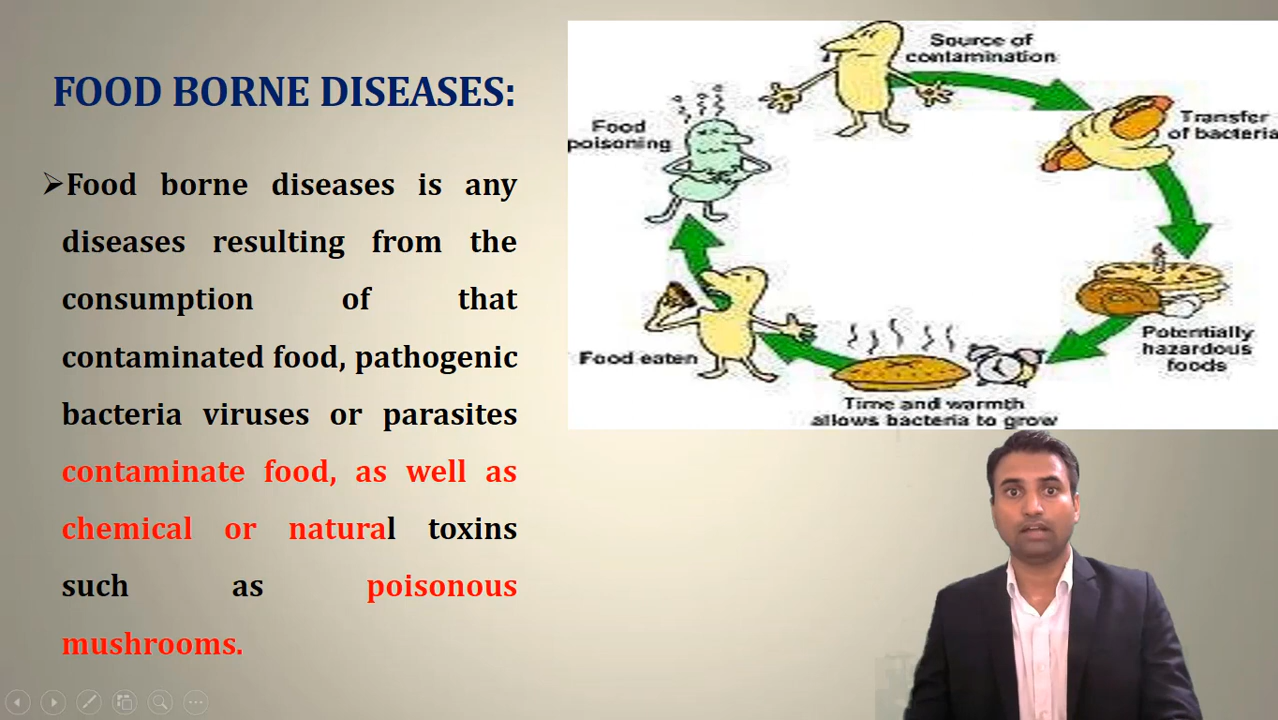 FOOD BORNE DISEASES:
➢Food borne diseases is any
diseases resulting from the
consumption of that
contaminated food, pathogenic
bacteria viruses or parasites
contaminate food, as well as
chemical or natural toxins
such as poisonous
mushrooms.
Source of
contamination
Transfer
of bacteria
Potentially
hazardous
foods
Time and warmth
allows bacteria to grow
Food eaten
Food
poisoning